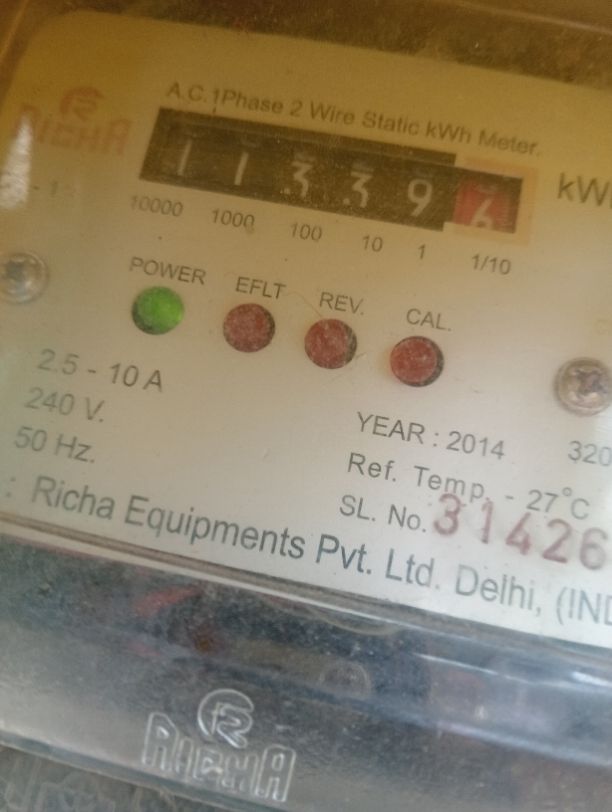 A.C.1Phase 2 Wire Static kWh Meter.
RICHA
1 1 3 3 9 6
10000 1000 100 10 1 1/10
POWER EFLT REV. CAL.
2.5 - 10 A
240 V.
50 Hz.
YEAR : 2014 320
Ref. Temp. - 27°C
SL. No. 31426
: Richa Equipments Pvt. Ltd. Delhi,
RICHA